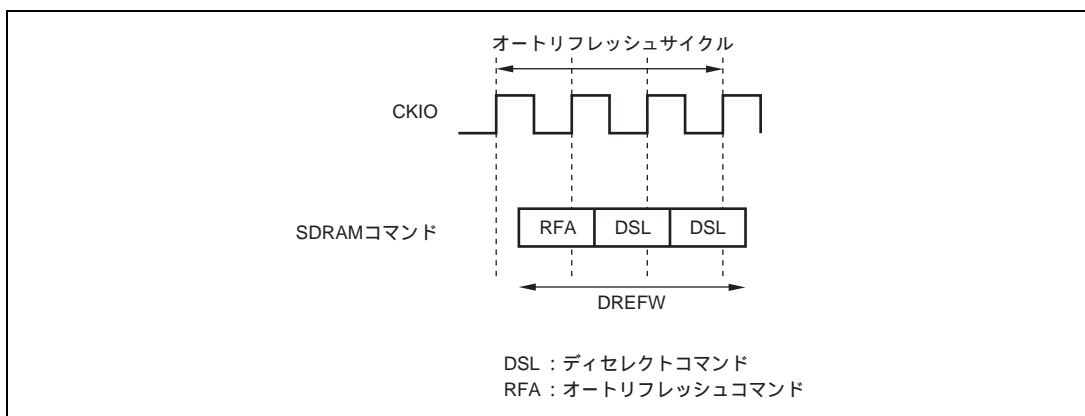 オートリフレッシュサイクル
CKIO
SDRAMコマンド
RFA
DSL
DSL
DREFW
DSL：ディセレクトコマンド
RFA：オートリフレッシュコマンド